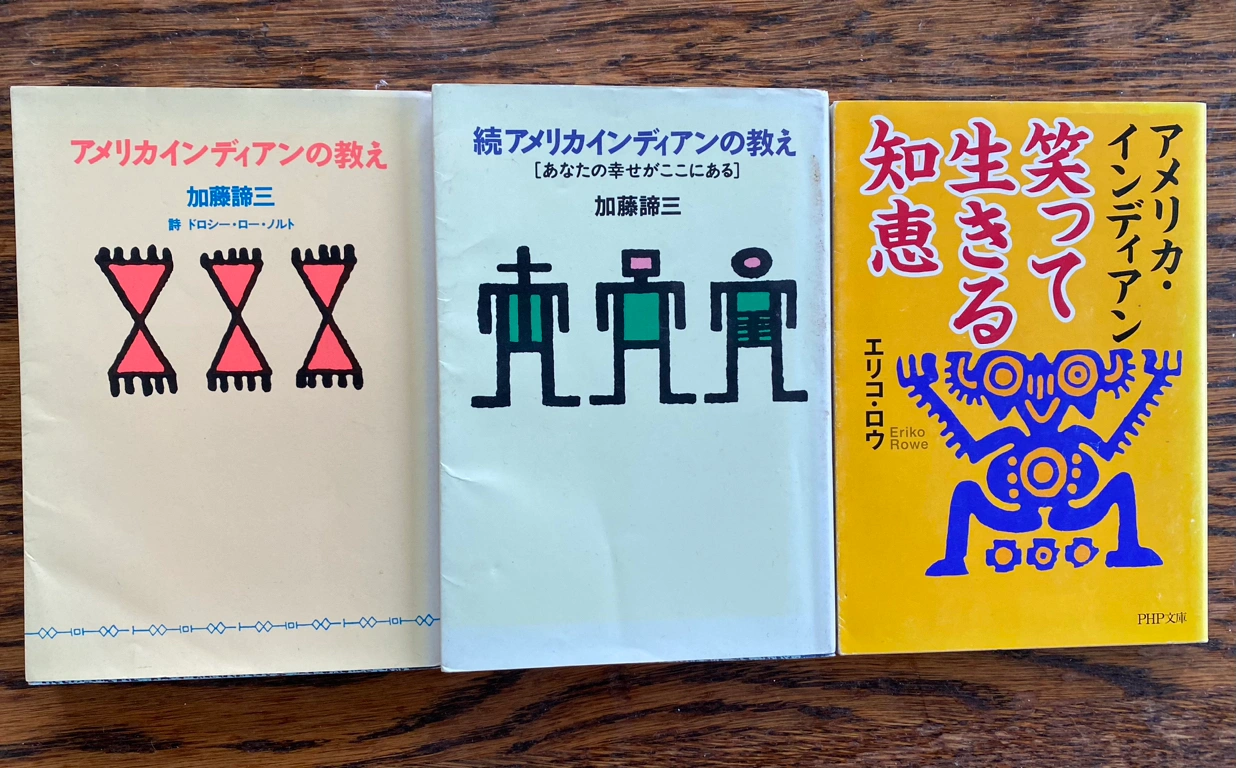 アメリカインディアンの教え
加藤諦三
詩 ドロシー・ロー・ノルト
続アメリカインディアンの教え
[あなたの幸せがここにある]
加藤諦三
アメリカ・
インディアン
笑って
生きる
知恵
エリコ・ロウ
Eriko
Rowe
PHP文庫